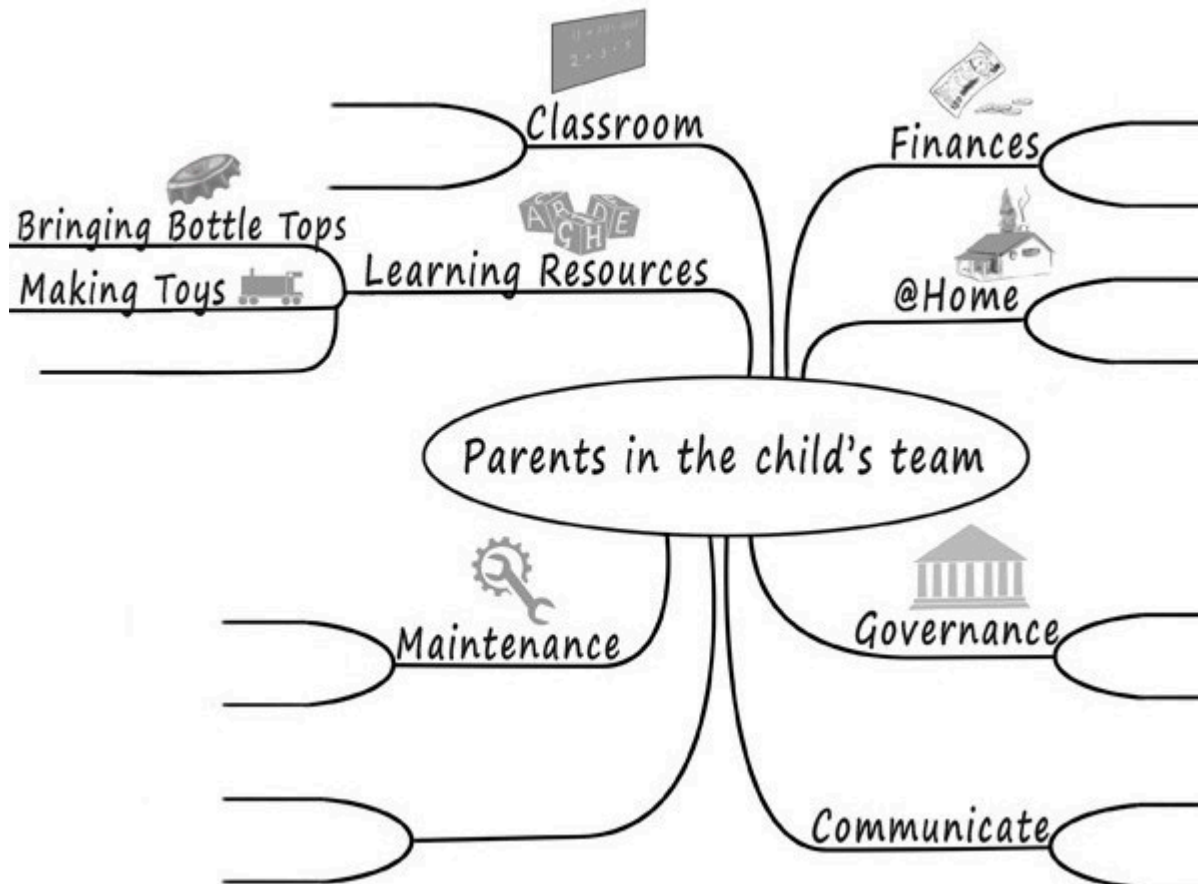 Classroom
Finances
Bringing Bottle Tops
Making Toys
Learning Resources
@Home
Parents in the child's team
Maintenance
Governance
Communicate
A B D E
G H